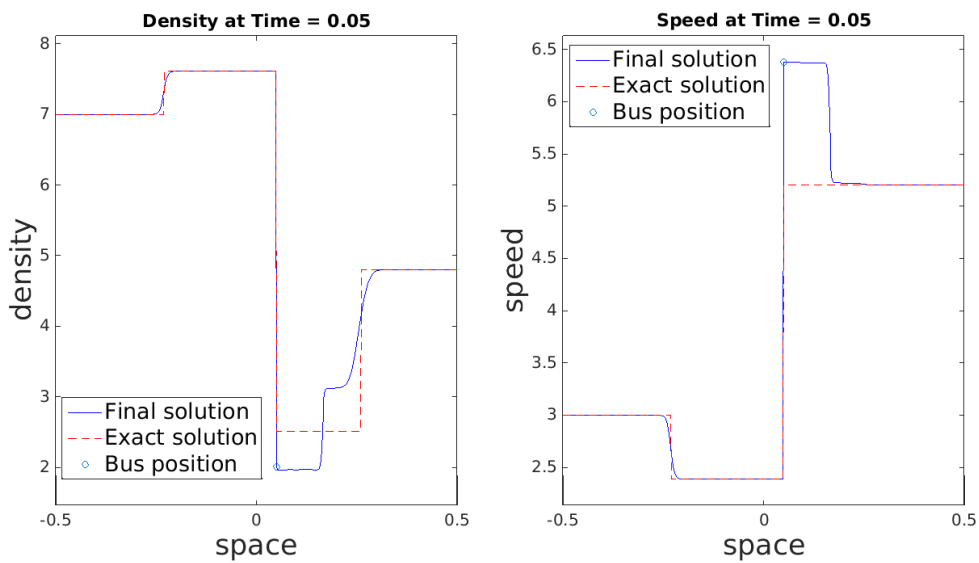 Density at Time = 0.05
8
7
6
5
4
3
2
density
Final solution
Exact solution
Bus position
-0.5
0
0.5
space
Speed at Time = 0.05
6.5
6
5.5
5
4.5
4
3.5
3
2.5
speed
Final solution
Exact solution
Bus position
-0.5
0
0.5
space